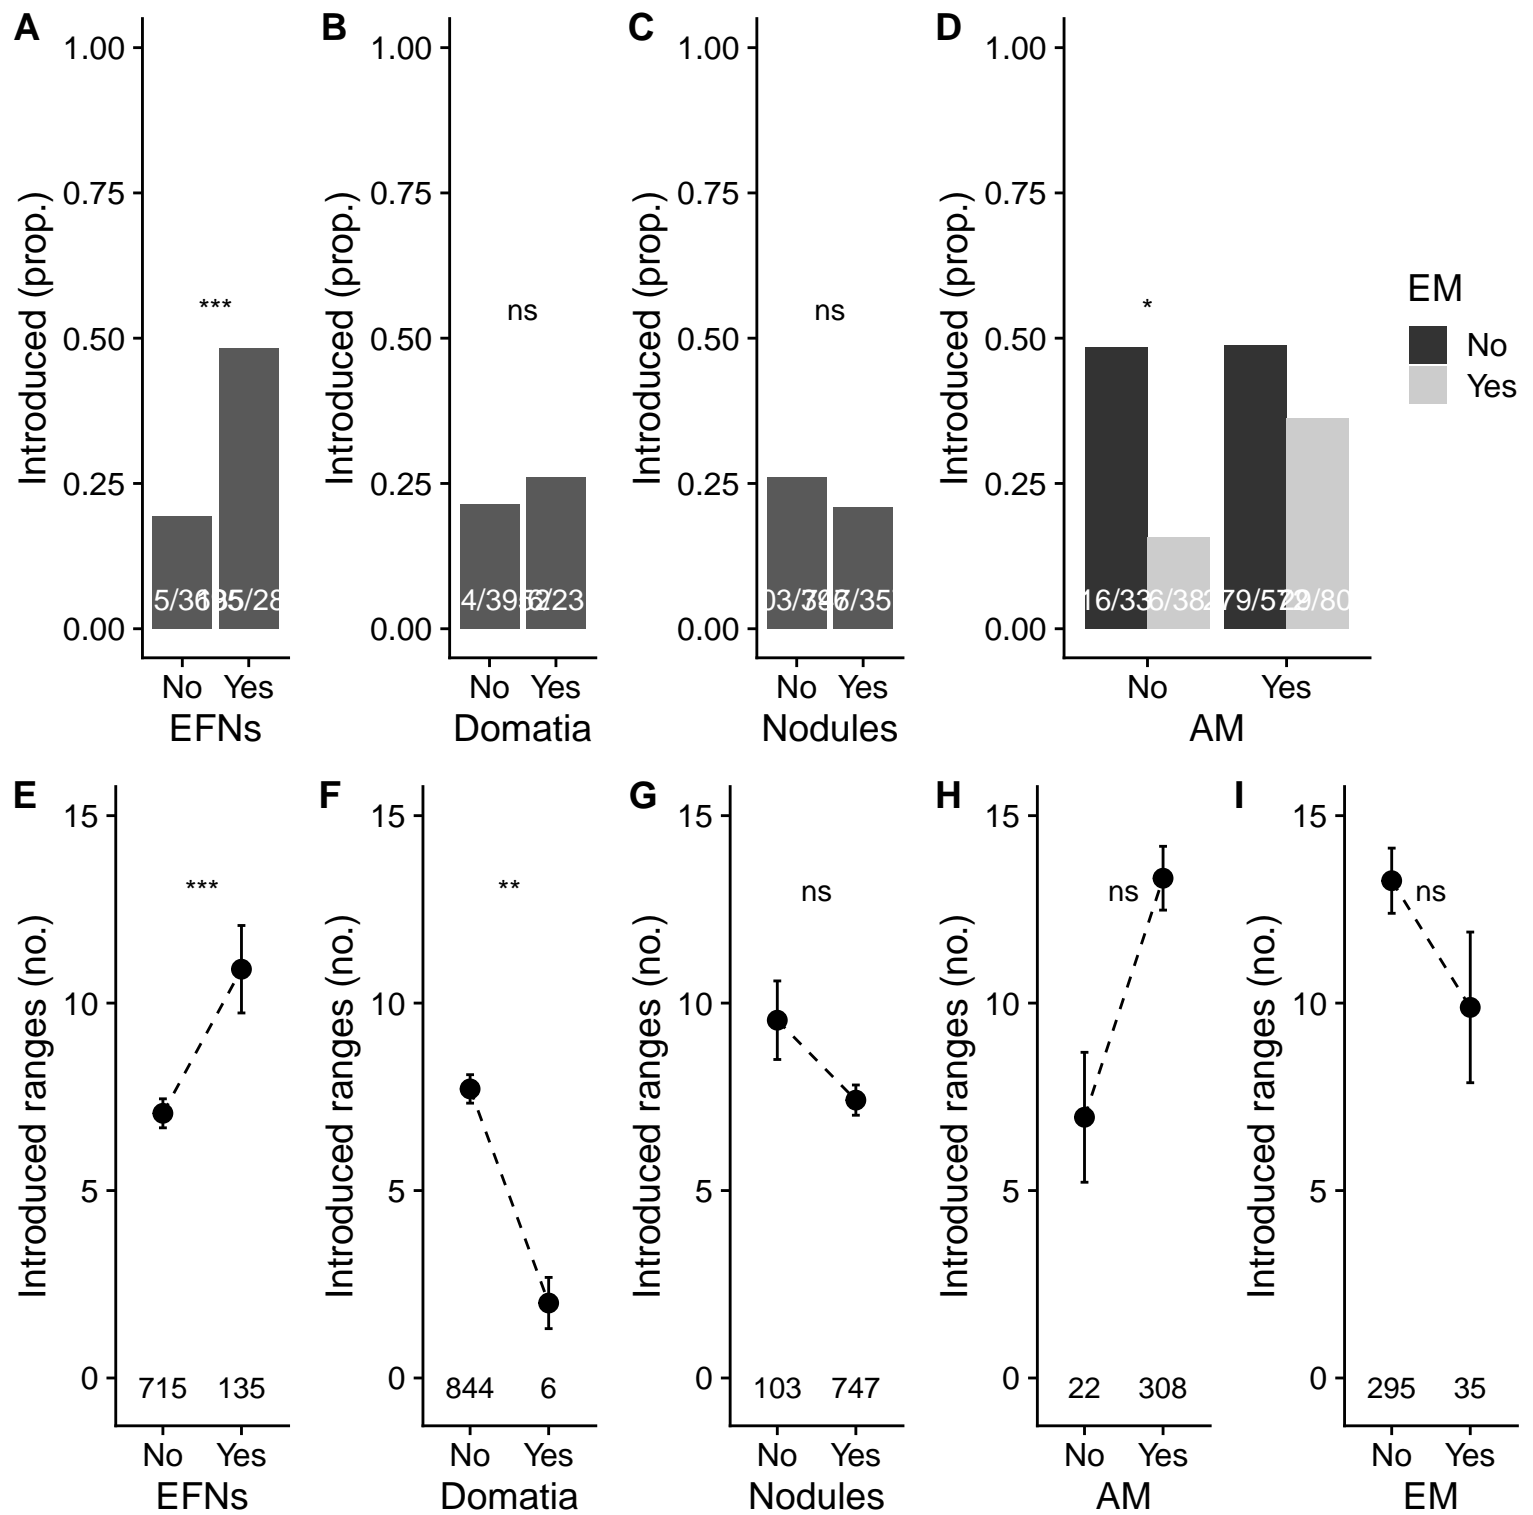 A
1.00
0.75
0.50
0.25
0.00
Introduced (prop.)
***
No Yes
EFNs
B
1.00
0.75
0.50
0.25
0.00
Introduced (prop.)
ns
No Yes
Domatia
C
1.00
0.75
0.50
0.25
0.00
Introduced (prop.)
ns
No Yes
Nodules
D
1.00
0.75
0.50
0.25
0.00
Introduced (prop.)
*
6/38
No Yes
AM
EM
No
Yes
E
15
10
5
0
Introduced ranges (no.)
***
715 135
No Yes
EFNs
F
15
10
5
0
Introduced ranges (no.)
**
844 6
No Yes
Domatia
G
15
10
5
0
Introduced ranges (no.)
ns
103 747
No Yes
Nodules
H
15
10
5
0
Introduced ranges (no.)
ns
22 308
No Yes
AM
I
15
10
5
0
Introduced ranges (no.)
ns
295 35
No Yes
EM